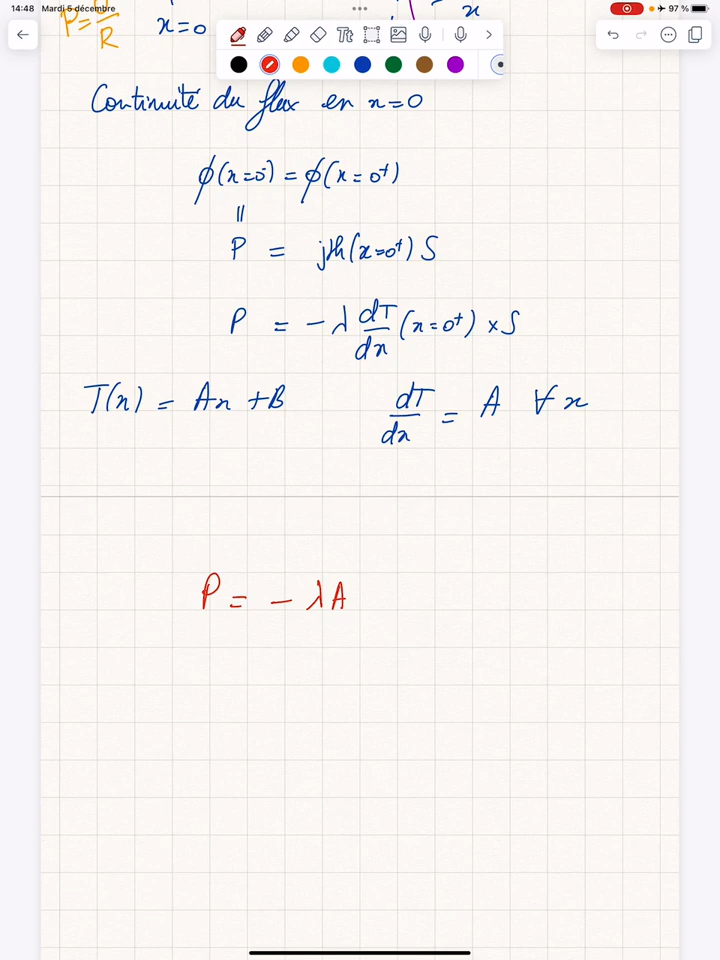 14:48 Mardi 5 décembre 97 %
P = /R x=0 x
Tt
Continuité du flux en x=0
ϕ(x=0⁻) = ϕ(x=0⁺)
||
P = jth(x=0⁺) S
P = -λ dT/dx (x=0⁺) × S
T(x) = Ax + B dT/dx = A ∀ x
P = - λ A